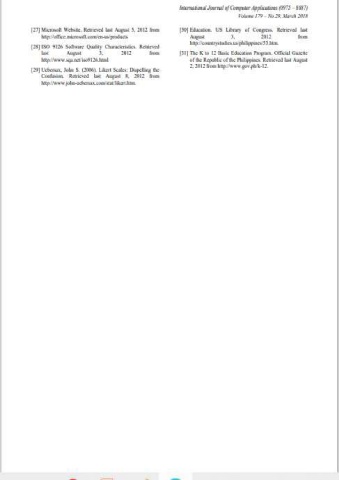 International Journal of Computer Applications (0975 – 8887)
Volume 179 – No.29, March 2018
[27] Microsoft Website. Retrieved last August 3, 2012 from
http://office.microsoft.com/en-us/products
[28] ISO 9126 Software Quality Characteristics. Retrieved
last August 3, 2012 from
http://www.sqa.net/iso9126.html
[29] Uebersax, John S. (2006). Likert Scales: Dispelling the
Confusion. Retrieved last August 8, 2012 from
http://www.john-uebersax.com/stat/likert.htm.
[30] Education. US Library of Congress. Retrieved last
August 3, 2012 from
http://countrystudies.us/philippines/53.htm.
[31] The K to 12 Basic Education Program. Official Gazette
of the Republic of the Philippines. Retrieved last August
2, 2012 from http://www.gov.ph/k-12.